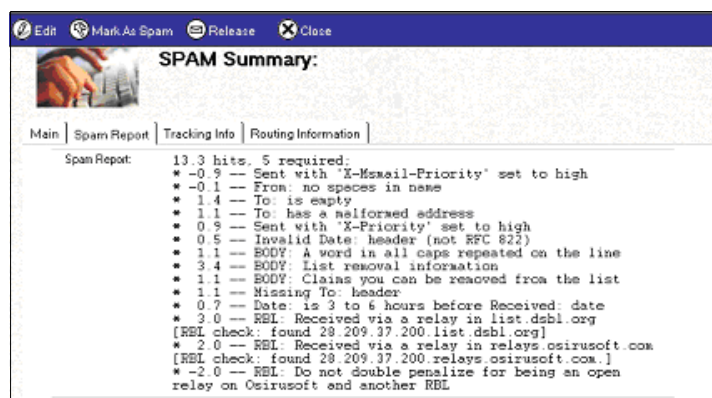 Edit Mark As Spam Release Close
SPAM Summary:
Main Spam Report Tracking Info Routing Information
Spam Report: 13.3 hits, 5 required;
* -0.9 -- Sent with 'X-Msmail-Priority' set to high
* -0.1 -- From: no spaces in name
* 1.4 -- To: is empty
* 1.1 -- To: has a malformed address
* 0.9 -- Sent with 'X-Priority' set to high
* 0.5 -- Invalid Date: header (not RFC 822)
* 1.1 -- BODY: A word in all caps repeated on the line
* 3.4 -- BODY: List removal information
* 1.1 -- BODY: Claims you can be removed from the list
* 1.1 -- Missing To: header
* 0.7 -- Date: is 3 to 6 hours before Received: date
* 3.0 -- RBL: Received via a relay in list.dsbl.org
[RBL check: found 28.209.37.200.list.dsbl.org]
* 2.0 -- RBL: Received via a relay in relays.osirusoft.com
[RBL check: found 28.209.37.200.relays.osirusoft.com.]
* -2.0 -- RBL: Do not double penalize for being an open
relay on Osirusoft and another RBL